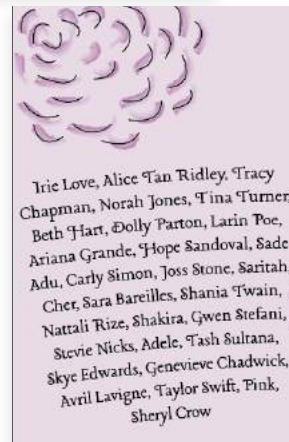 Irie Love, Alice Tan Ridley, Tracy
Chapman, Norah Jones, Tina Turner,
Beth Hart, Dolly Parton, Larin Poe,
Ariana Grande, Hope Sandoval, Sade
Adu, Carly Simon, Joss Stone, Saritah,
Cher, Sara Bareilles, Shania Twain,
Nattali Rize, Shakira, Gwen Stefani,
Stevie Nicks, Adele, Tash Sultana,
Skye Edwards, Genevieve Chadwick,
Avril Lavigne, Taylor Swift, Pink,
Sheryl Crow